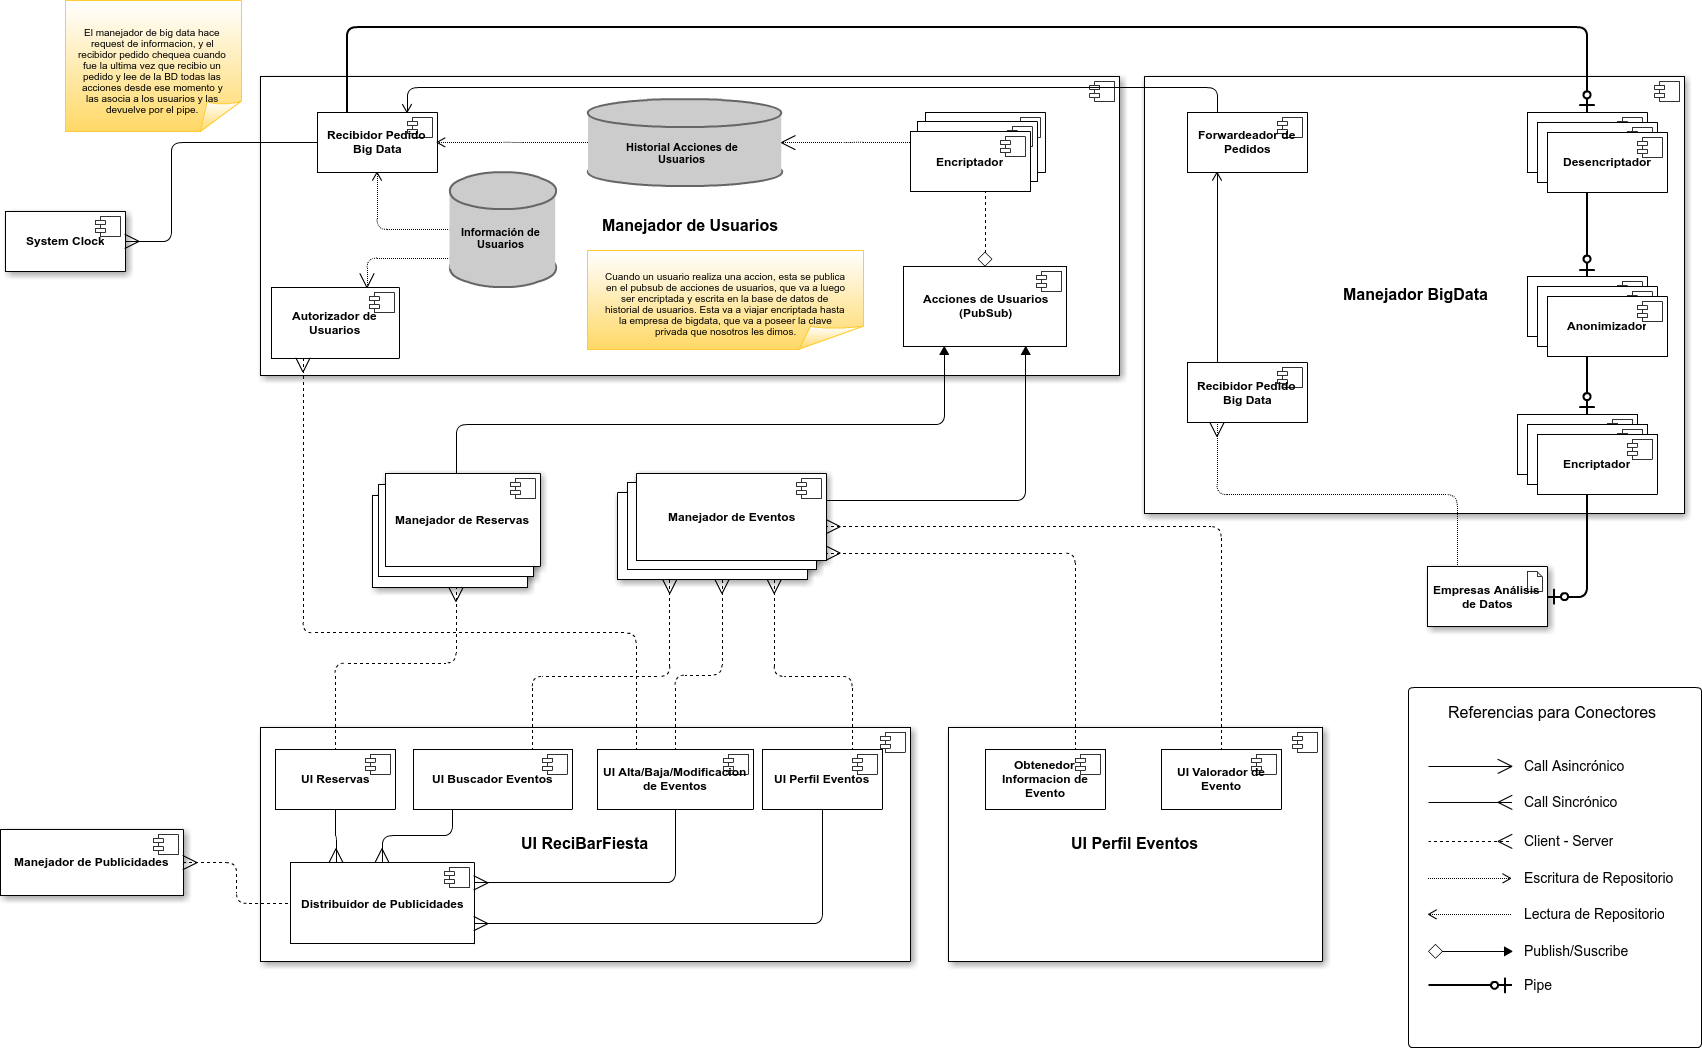 El manejador de big data hace
request de informacion, y el
recibidor pedido chequea cuando
fue la ultima vez que recibio un
pedido y lee de la BD todas las
acciones desde ese momento y
las asocia a los usuarios y las
devuelve por el pipe.
Recibidor Pedido
Big Data
Historial Acciones de
Usuarios
Encriptador
Forwardeador de
Pedidos
Desencriptador
System Clock
Información de
Usuarios
Manejador de Usuarios
Autorizador de
Usuarios
Cuando un usuario realiza una accion, esta se publica
en el pubsub de acciones de usuarios, que va a luego
ser encriptada y escrita en la base de datos de
historial de usuarios. Esta va a viajar encriptada hasta
la empresa de bigdata, que va a poseer la clave
privada que nosotros les dimos.
Acciones de Usuarios
(PubSub)
Manejador BigData
Anonimizador
Recibidor Pedido
Big Data
Encriptador
Manejador de Reservas
Manejador de Eventos
Empresas Análisis
de Datos
UI Reservas
UI Buscador Eventos
UI Alta/Baja/Modificacion
de Eventos
UI Perfil Eventos
Obtenedor
Informacion de
Evento
UI Valorador de
Evento
UI ReciBarFiesta
UI Perfil Eventos
Manejador de Publicidades
Distribuidor de Publicidades
Referencias para Conectores
Call Asincrónico
Call Sincrónico
Client - Server
Escritura de Repositorio
Lectura de Repositorio
Publish/Suscribe
Pipe